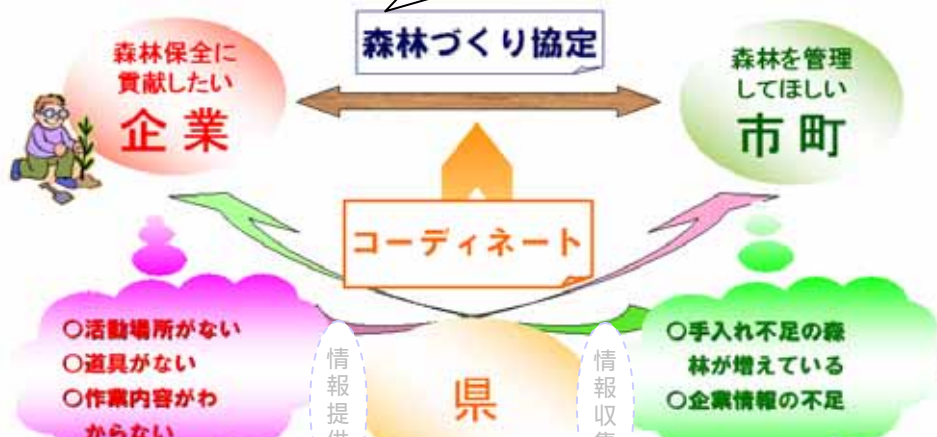 森林づくり協定
森林保全に
貢献したい
企業
森林を管理
してほしい
市町
コーディネート
○活動場所がない
○道具がない
○作業内容がわ
からない
情報提供
県
情報収集
○手入れ不足の森
林が増えている
○企業情報の不足